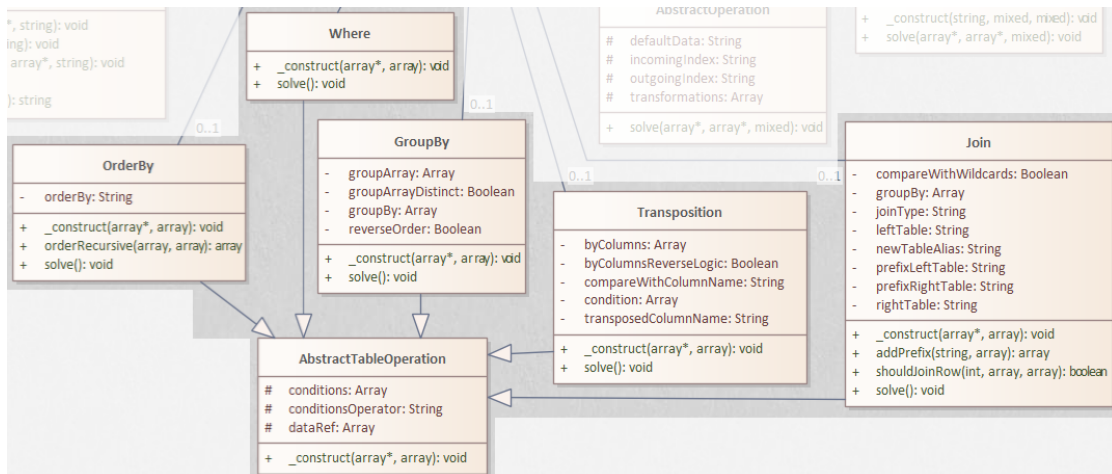 *, string): void
ing): void
array*, string): void
): string
Where
+ _construct(array*, array): void
+ solve(): void
AbstractOperation
# defaultData: String
# incomingIndex: String
# outgoingIndex: String
# transformations: Array
+ solve(array*, array*, mixed): void
+ _construct(string, mixed, mixed): void
+ solve(array*, array*, mixed): void
0..1
0..1
0..1
0..1
OrderBy
- orderBy: String
+ _construct(array*, array): void
+ orderRecursive(array, array): array
+ solve(): void
GroupBy
- groupArray: Array
- groupArrayDistinct: Boolean
- groupBy: Array
- reverseOrder: Boolean
+ _construct(array*, array): void
+ solve(): void
Transposition
- byColumns: Array
- byColumnsReverseLogic: Boolean
- compareWithColumnName: String
- condition: Array
- transposedColumnName: String
+ _construct(array*, array): void
+ solve(): void
Join
- compareWithWildcards: Boolean
- groupBy: Array
- joinType: String
- leftTable: String
- newTableAlias: String
- prefixLeftTable: String
- prefixRightTable: String
- rightTable: String
+ _construct(array*, array): void
+ addPrefix(string, array): array
+ shouldJoinRow(int, array, array): boolean
+ solve(): void
AbstractTableOperation
# conditions: Array
# conditionsOperator: String
# dataRef: Array
+ _construct(array*, array): void